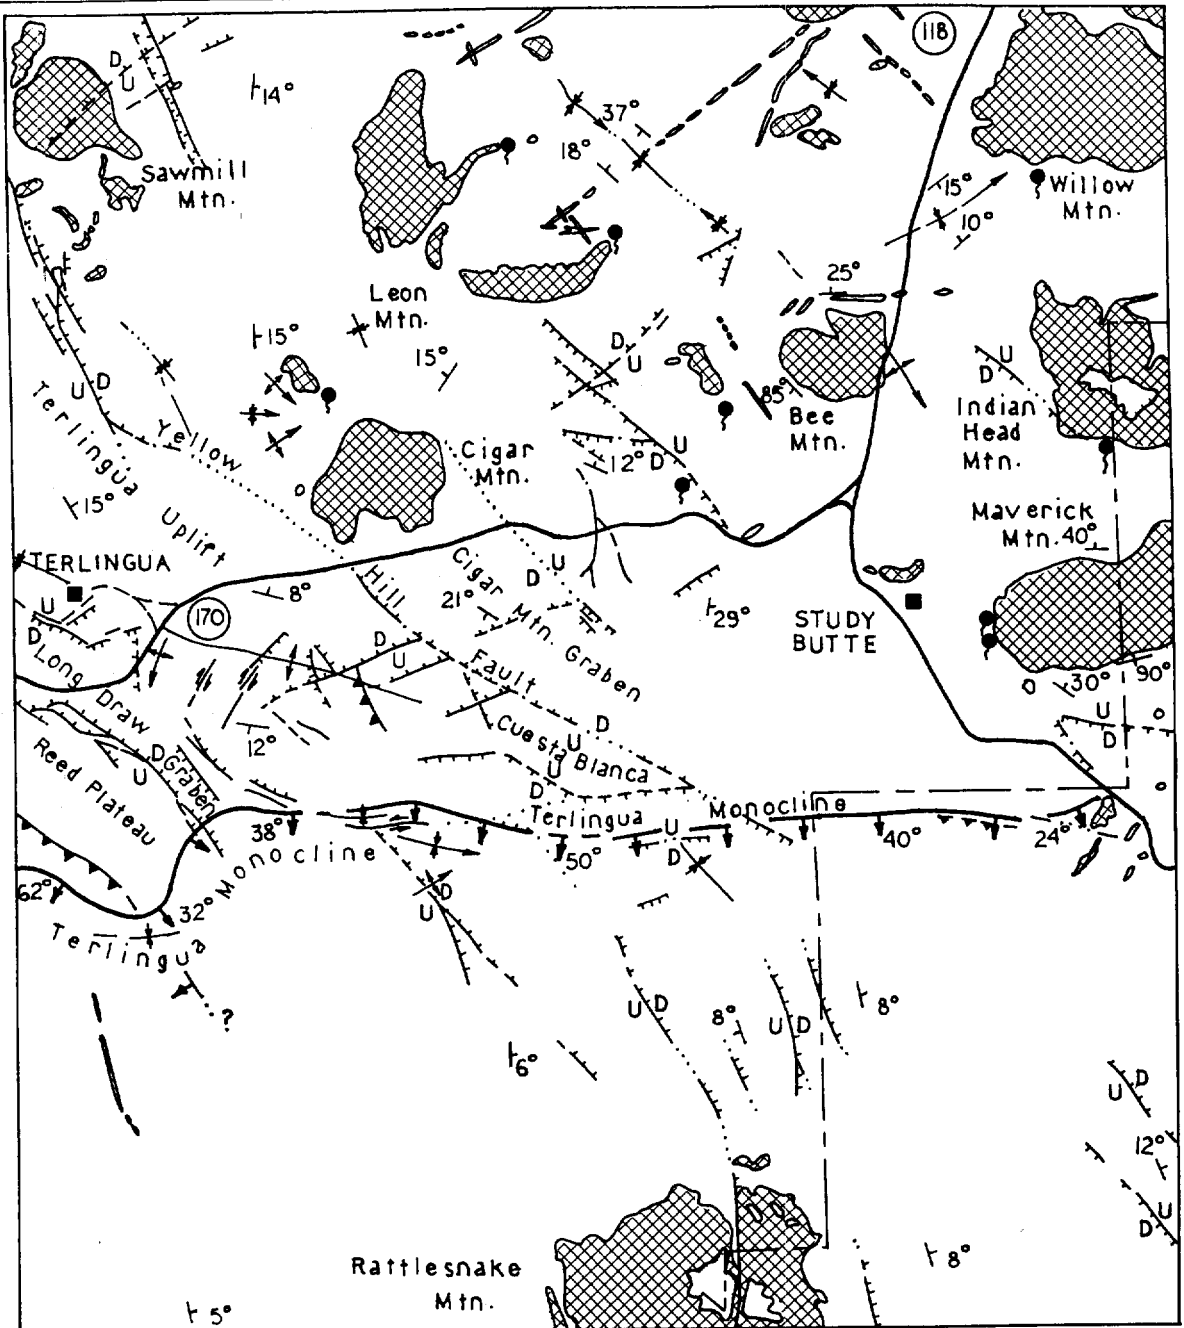 118
D
U
14°
37°
18°
Sawmill
Mtn.
15°
Willow
Mtn.
10°
25°
Leon
Mtn.
15°
15°
D
U
U
D
85°
Bee
Mtn.
Indian
Head
Mtn.
U D
Terlingua
Uplift
Yellow
Hill
Fault
Cigar
Mtn.
12°
U
D
15°
Maverick
Mtn.
40°
TERLINGUA
170
8°
21°
Cigar Mtn. Graben
D
U
29°
STUDY
BUTTE
U
D
Long
Draw
Graben
D
U
D
U
30°
90°
U
D
12°
D
U
Reed Plateau
Cuesta Blanca
D
U
U
D
Terlingua
Monocline
U
D
38°
50°
40°
24°
62°
32°
Terlingua
Monocline
D
U
?
U D
8°
U D
8°
6°
U D
12°
U
D
Rattlesnake
Mtn.
8°
5°